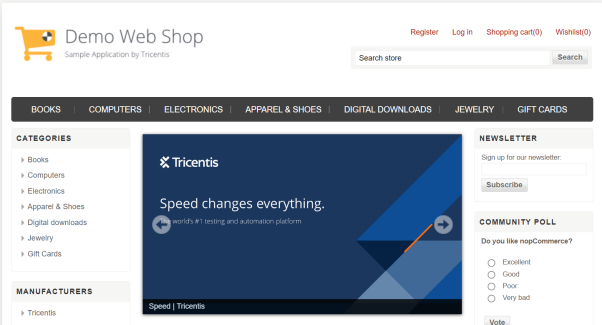 Demo Web Shop
Sample Application by Tricentis
Register Log in Shopping cart(0) Wishlist(0)
Search store Search
BOOKS COMPUTERS ELECTRONICS APPAREL & SHOES DIGITAL DOWNLOADS JEWELRY GIFT CARDS
CATEGORIES
Books
Computers
Electronics
Apparel & Shoes
Digital downloads
Jewelry
Gift Cards
MANUFACTURERS
Tricentis
Tricentis
Speed changes everything.
world's #1 testing and automation platform
Speed | Tricentis
NEWSLETTER
Sign up for our newsletter:
Subscribe
COMMUNITY POLL
Do you like nopCommerce?
Excellent
Good
Poor
Very bad
Vote